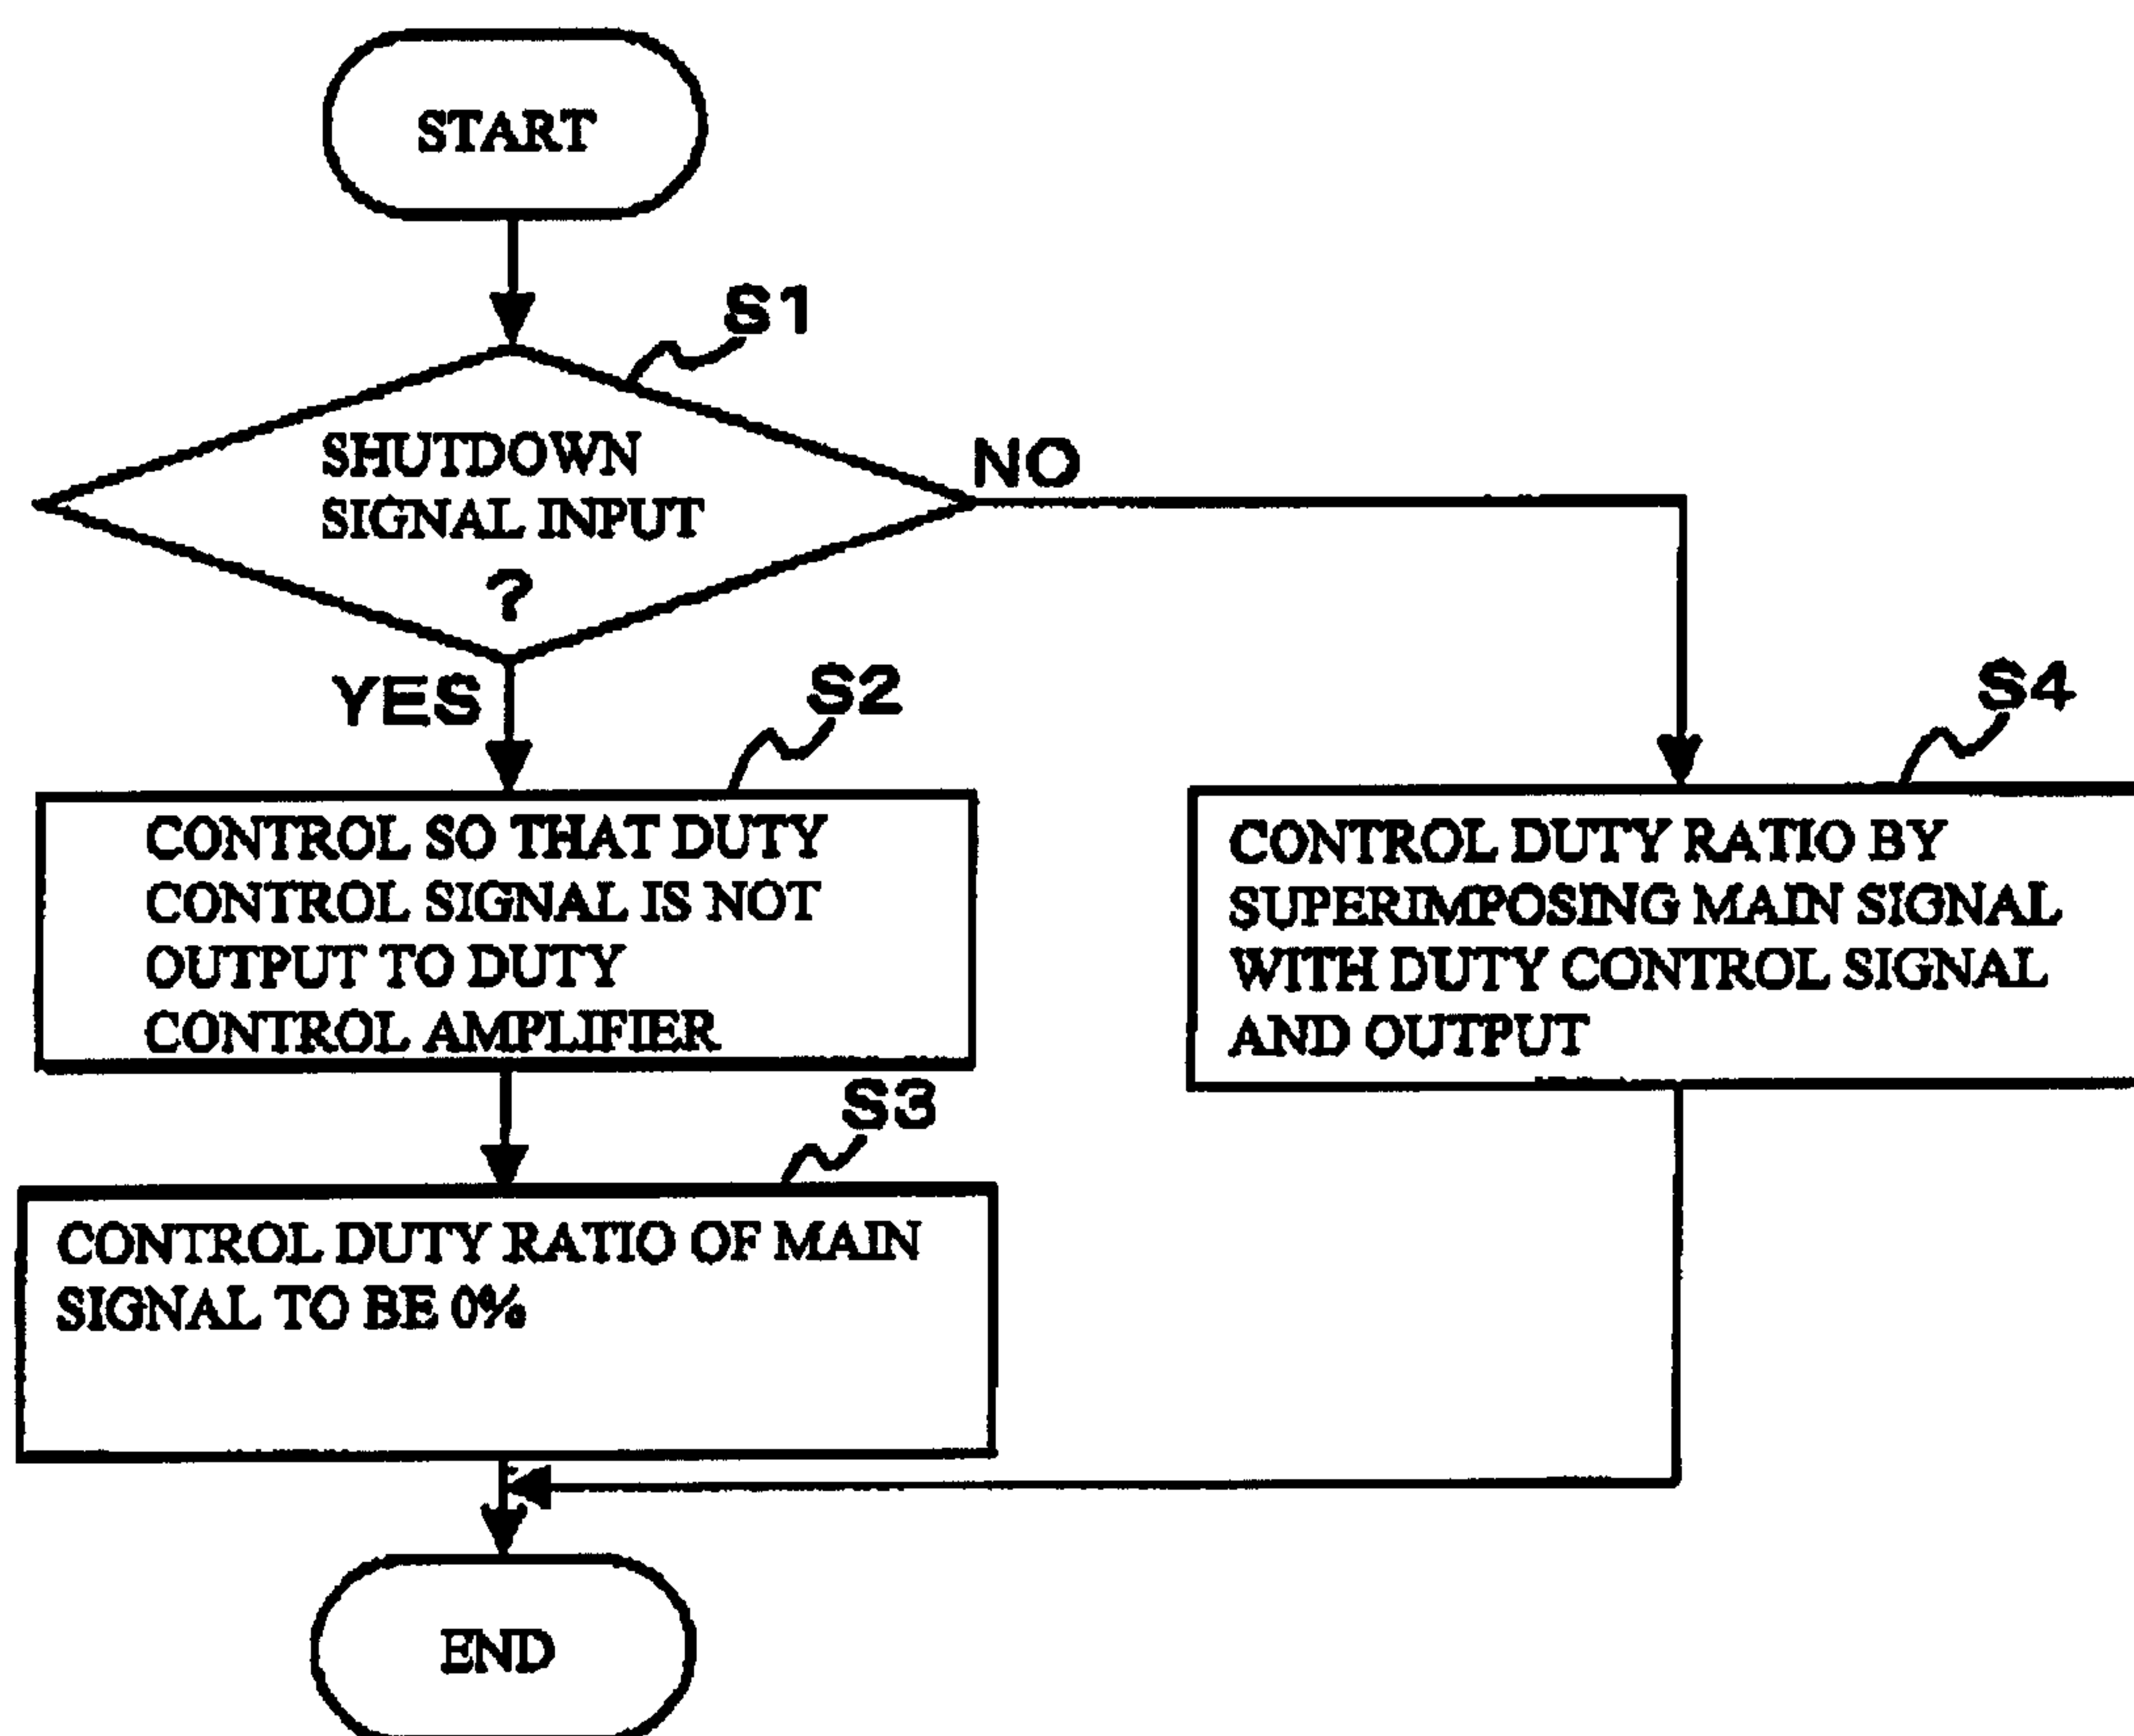 START
S1
SHUTDOWN
SIGNAL INPUT
?
NO
YES
S2
CONTROL SO THAT DUTY
CONTROL SIGNAL IS NOT
OUTPUT TO DUTY
CONTROL AMPLIFIER
S4
CONTROL DUTY RATIO BY
SUPERIMPOSING MAIN SIGNAL
WITH DUTY CONTROL SIGNAL
AND OUTPUT
S3
CONTROL DUTY RATIO OF MAIN
SIGNAL TO BE 0%
END